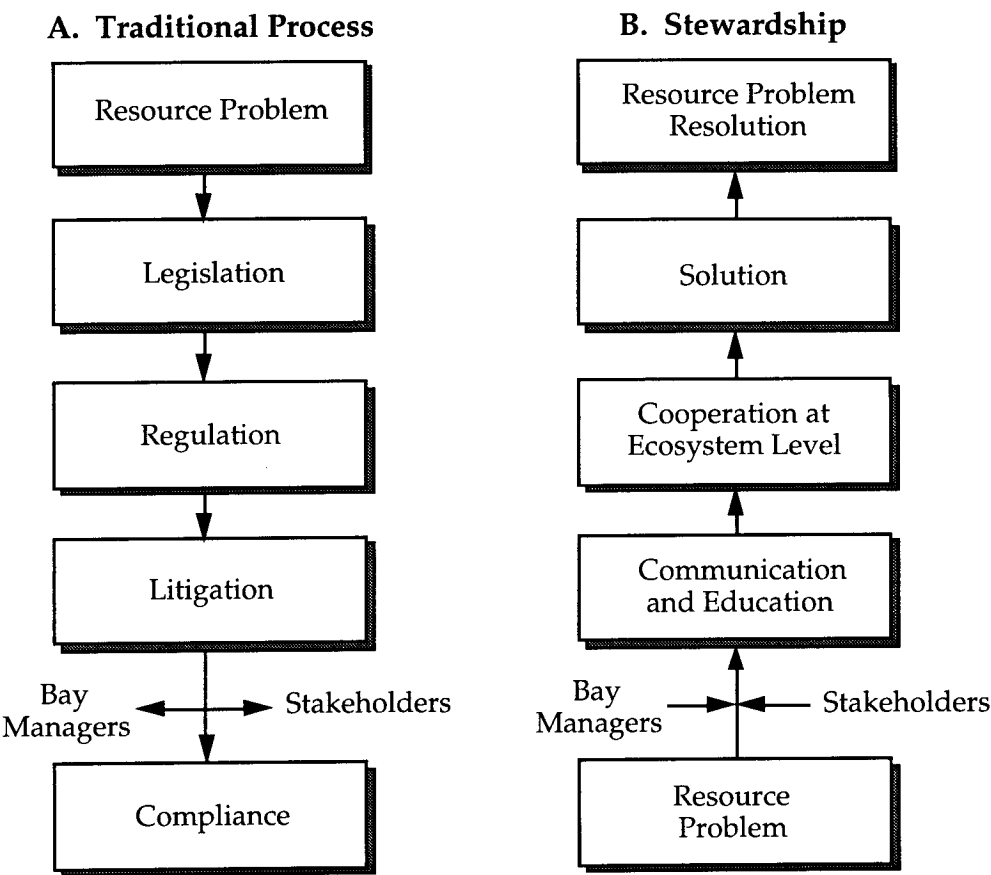 A. Traditional Process
Resource Problem
Legislation
Regulation
Litigation
Bay
Managers
Stakeholders
Compliance
B. Stewardship
Resource Problem
Resolution
Solution
Cooperation at
Ecosystem Level
Communication
and Education
Bay
Managers
Stakeholders
Resource
Problem